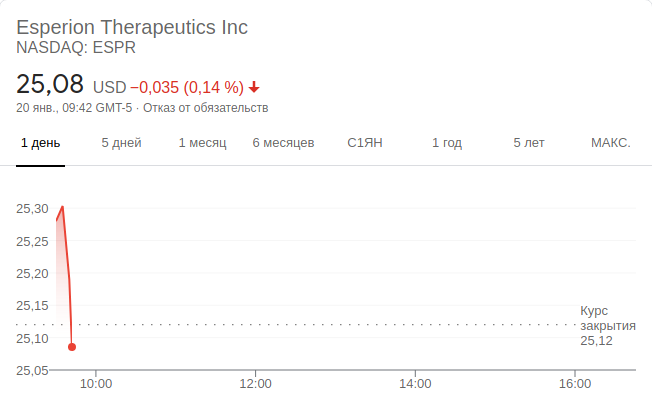 Esperion Therapeutics Inc
NASDAQ: ESPR
25,08 USD −0,035 (0,14 %)
20 янв., 09:42 GMT-5 · Отказ от обязательств
1 день 5 дней 1 месяц 6 месяцев С1ЯН 1 год 5 лет МАКС.
25,30
25,25
25,20
25,15
25,10
25,05
Курс
закрытия
25,12
10:00 12:00 14:00 16:00